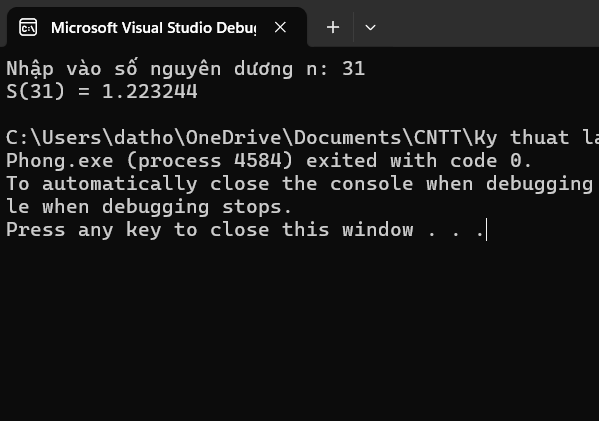 Microsoft Visual Studio Debu
Nhập vào số nguyên dương n: 31
S(31) = 1.223244
C:\Users\datho\OneDrive\Documents\CNTT\Ky thuat la
Phong.exe (process 4584) exited with code 0.
To automatically close the console when debugging
le when debugging stops.
Press any key to close this window . . .